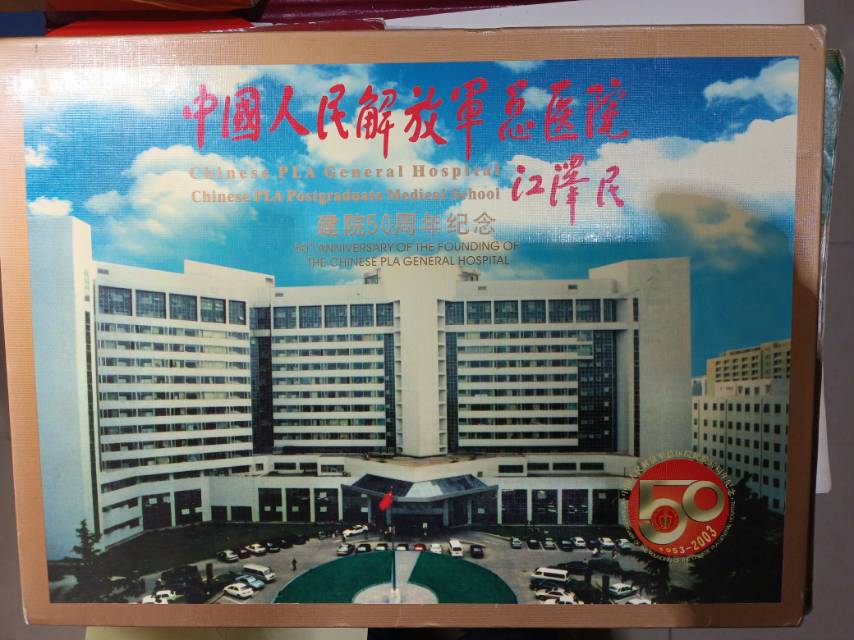 中國人民解放軍总医院
Chinese PLA General Hospital
Chinese PLA Postgraduate Medical School
江澤民
建院50周年纪念
50TH ANNIVERSARY OF THE FOUNDING OF
THE CHINESE PLA GENERAL HOSPITAL
50
1953-2003